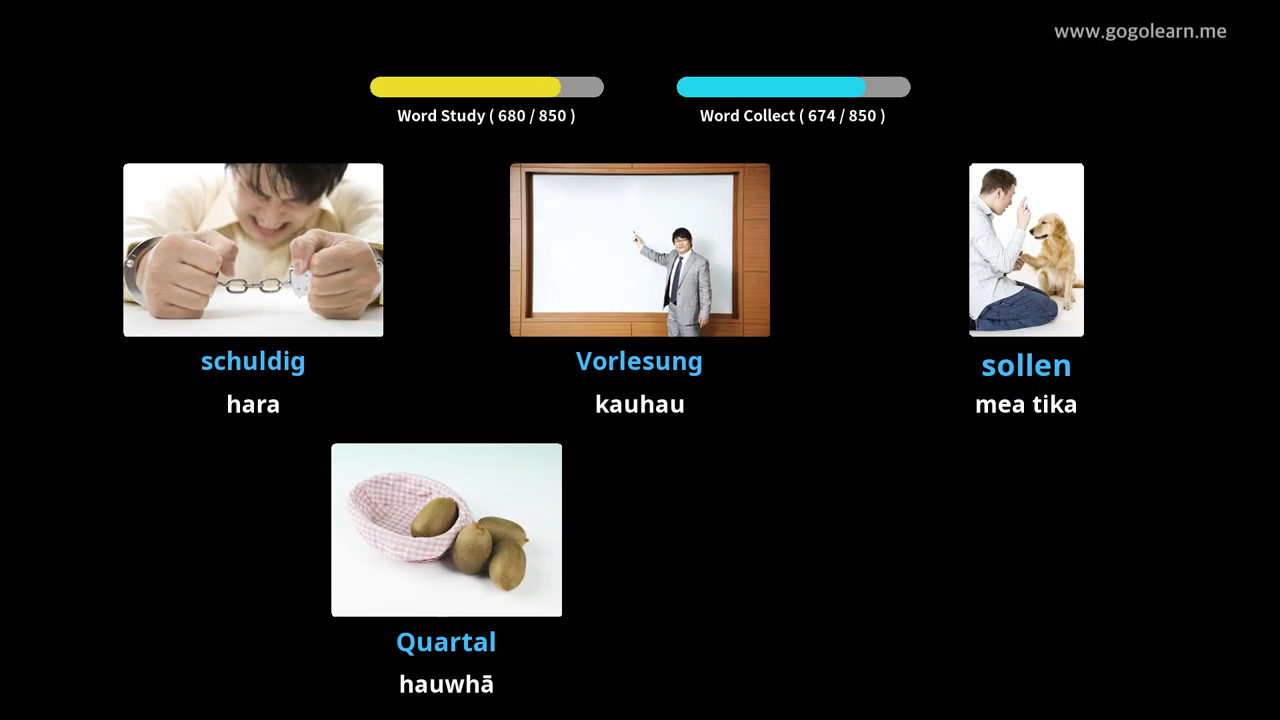 www.gogolearn.me
Word Study ( 680 / 850 )
Word Collect ( 674 / 850 )
schuldig
hara
Vorlesung
kauhau
sollen
mea tika
Quartal
hauwhā